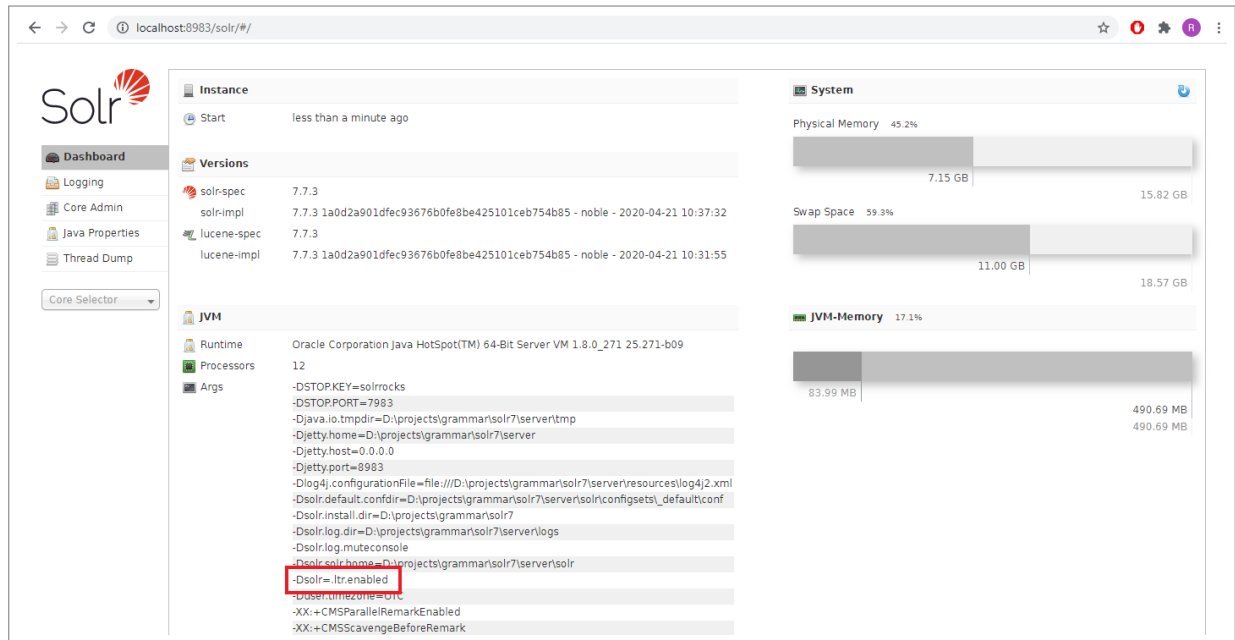 localhost:8983/solr/#/
R
Solr
Dashboard
Logging
Core Admin
Java Properties
Thread Dump
Core Selector
Instance
Start less than a minute ago
Versions
solr-spec 7.7.3
solr-impl 7.7.3 1a0d2a901dfec93676b0fe8be425101ceb754b85 - noble - 2020-04-21 10:37:32
lucene-spec 7.7.3
lucene-impl 7.7.3 1a0d2a901dfec93676b0fe8be425101ceb754b85 - noble - 2020-04-21 10:31:55
JVM
Runtime Oracle Corporation Java HotSpot(TM) 64-Bit Server VM 1.8.0_271 25.271-b09
Processors 12
Args -DSTOP.KEY=solrrocks
-DSTOP.PORT=7983
-Djava.io.tmpdir=D:\projects\grammar\solr7\server\tmp
-Djetty.home=D:\projects\grammar\solr7\server
-Djetty.host=0.0.0.0
-Djetty.port=8983
-Dlog4j.configurationFile=file:///D:\projects\grammar\solr7\server\resources\log4j2.xml
-Dsolr.default.confdir=D:\projects\grammar\solr7\server\solr\configsets\_default\conf
-Dsolr.install.dir=D:\projects\grammar\solr7
-Dsolr.log.dir=D:\projects\grammar\solr7\server\logs
-Dsolr.log.muteconsole
-Dsolr.solr.home=D:\projects\grammar\solr7\server\solr
-Dsolr=.ltr.enabled
-Duser.timezone=UTC
-XX:+CMSParallelRemarkEnabled
-XX:+CMSScavengeBeforeRemark
System
Physical Memory 45.2%
7.15 GB
15.82 GB
Swap Space 59.3%
11.00 GB
18.57 GB
JVM-Memory 17.1%
83.99 MB
490.69 MB
490.69 MB